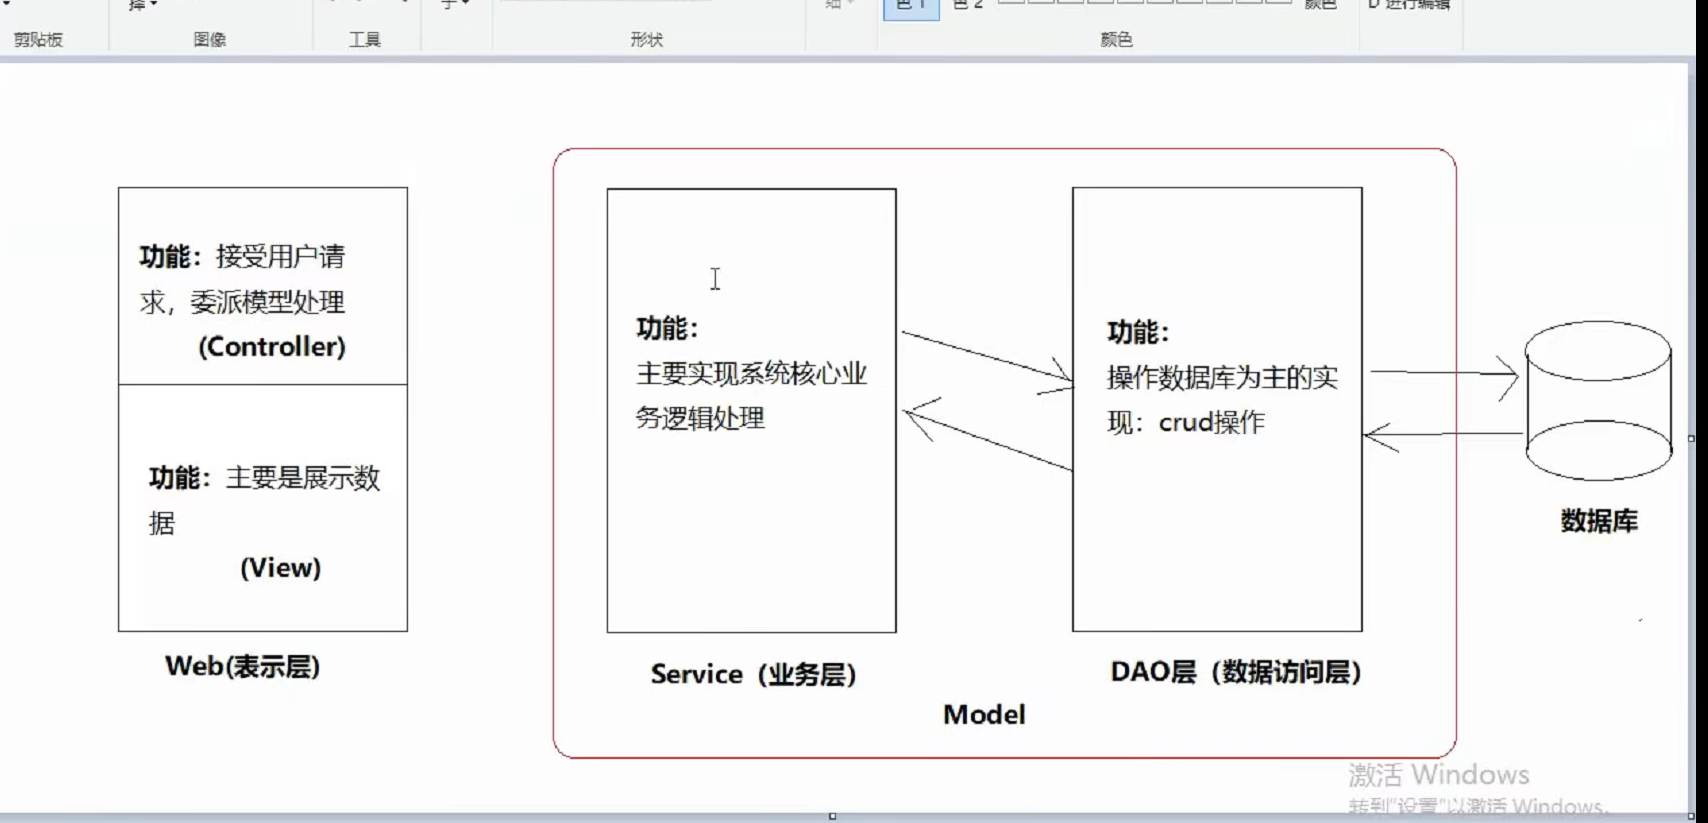 剪贴板
图像
工具
形状
颜色
功能：接受用户请
求，委派模型处理
(Controller)
功能：主要是展示数
据
(View)
Web(表示层)
功能：
主要实现系统核心业
务逻辑处理
Service（业务层）
功能：
操作数据库为主的实
现：crud操作
DAO层（数据访问层）
Model
数据库
激活 Windows
转到"设置"以激活 Windows。